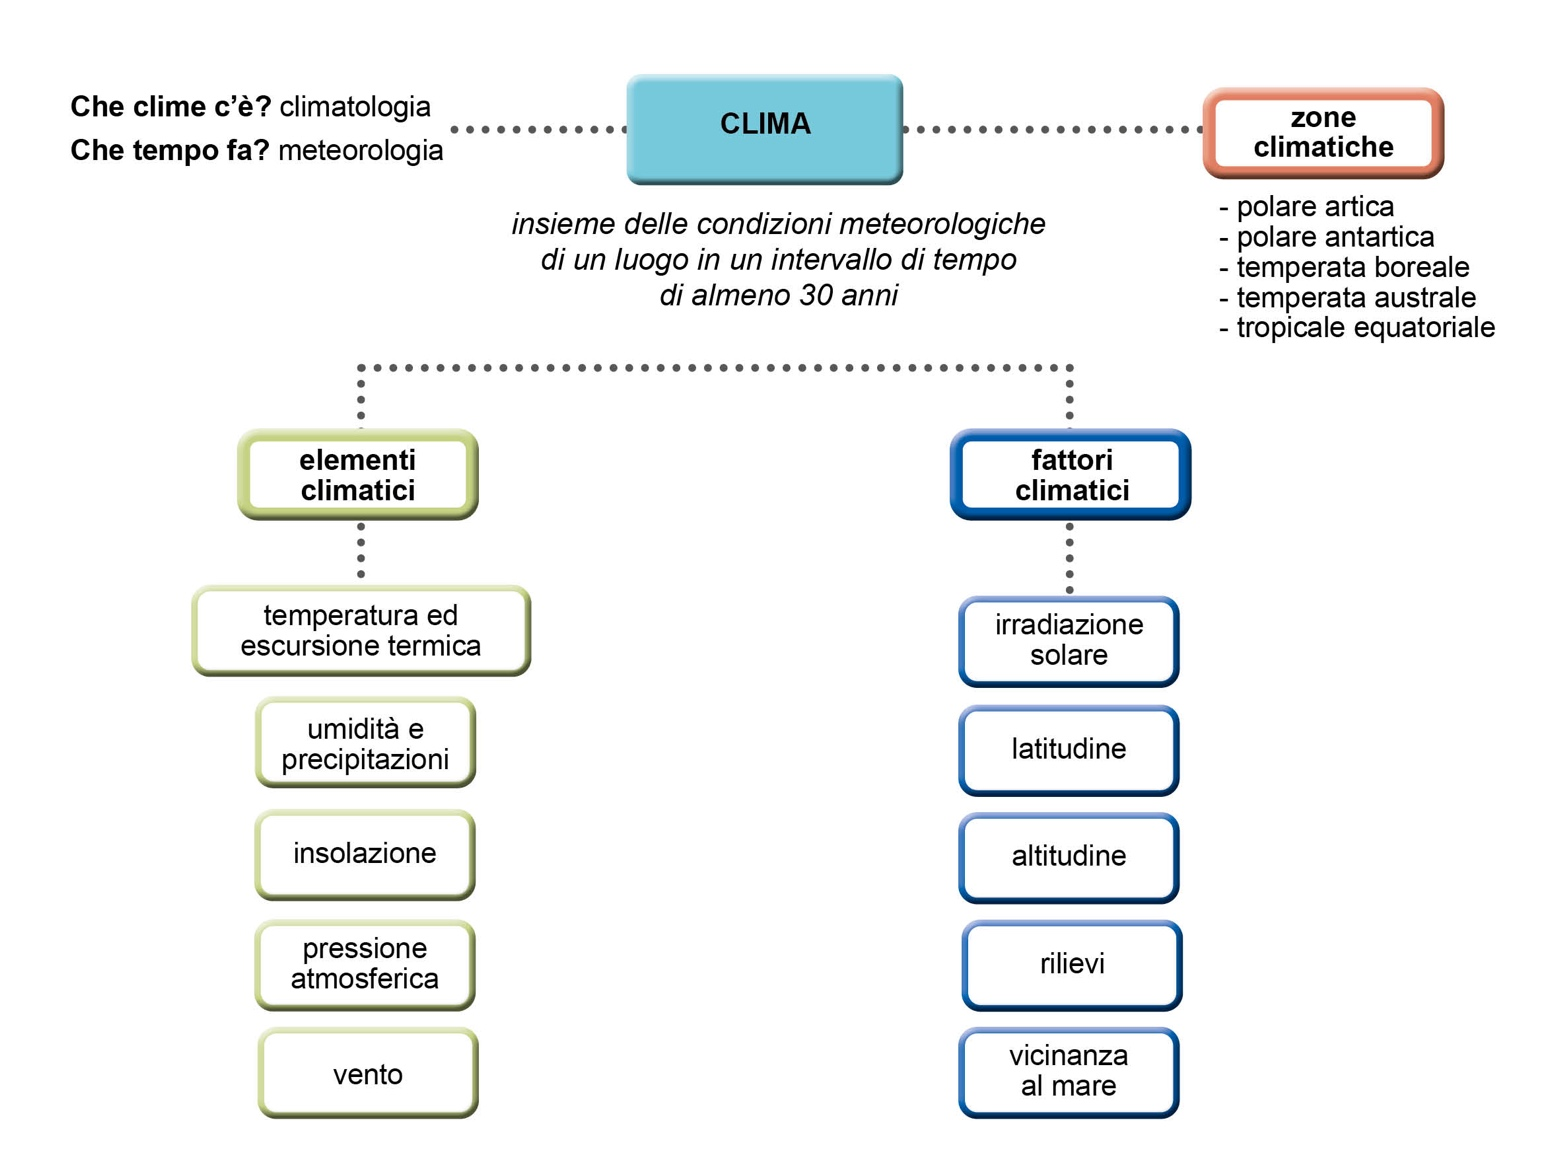 Che clime c’è? climatologia
Che tempo fa? meteorologia
CLIMA
insieme delle condizioni meteorologiche
di un luogo in un intervallo di tempo
di almeno 30 anni
zone
climatiche
- polare artica
- polare antartica
- temperata boreale
- temperata australe
- tropicale equatoriale
elementi
climatici
temperatura ed
escursione termica
umidità e
precipitazioni
insolazione
pressione
atmosferica
vento
fattori
climatici
irradiazione
solare
latitudine
altitudine
rilievi
vicinanza
al mare